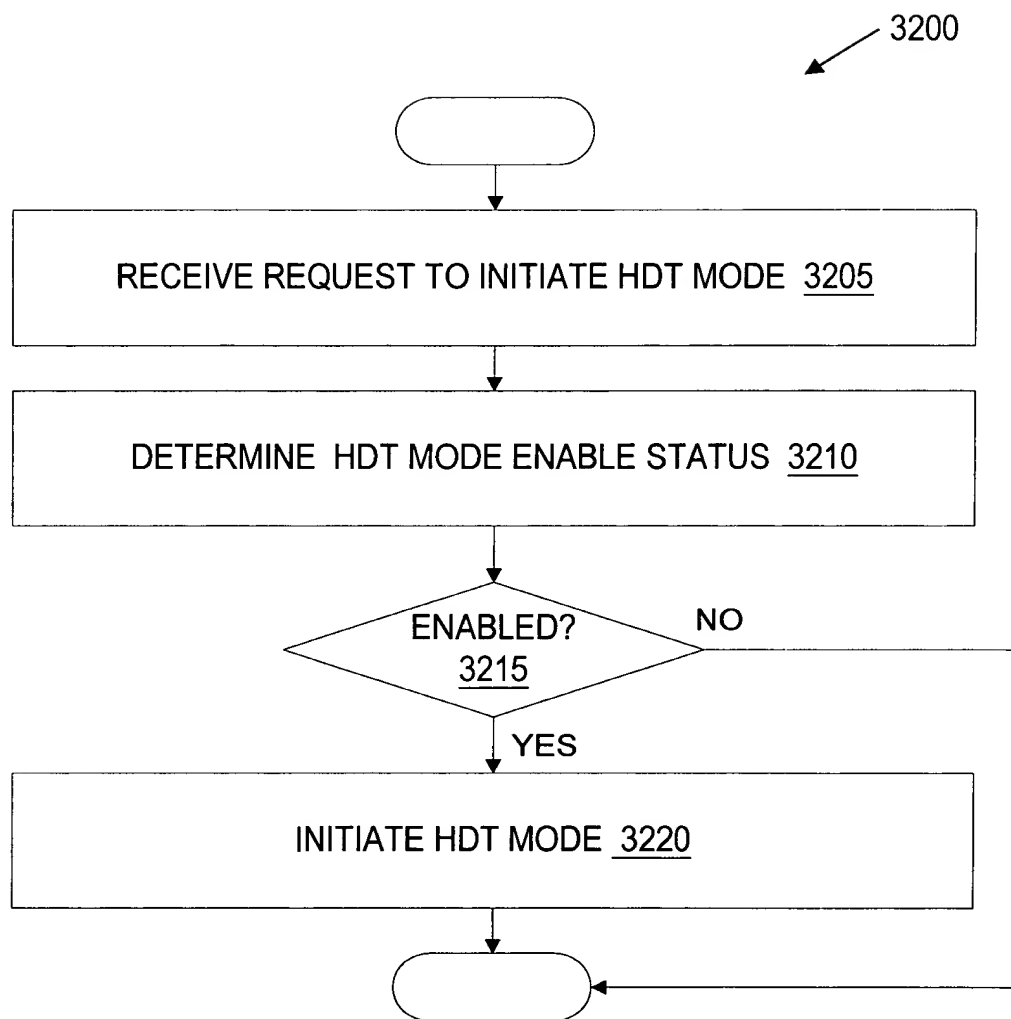 3200
RECEIVE REQUEST TO INITIATE HDT MODE 3205
DETERMINE HDT MODE ENABLE STATUS 3210
ENABLED?
3215
NO
YES
INITIATE HDT MODE 3220